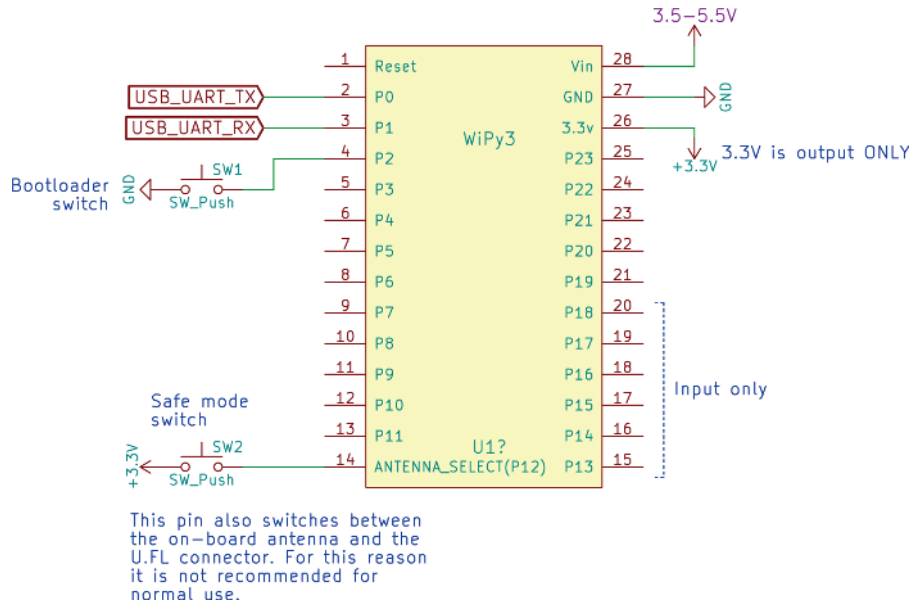 3.5-5.5V
1 Reset
Vin 28
USB_UART_TX 2 P0
GND 27 GND
USB_UART_RX 3 P1
WiPy3
3.3v 26
+3.3V
3.3V is output ONLY
4 P2
P23 25
Bootloader
switch
GND
SW1
SW_Push
5 P3
P22 24
6 P4
P21 23
7 P5
P20 22
8 P6
P19 21
9 P7
P18 20
10 P8
P17 19
11 P9
P16 18
Input only
12 P10
P15 17
Safe mode
switch
13 P11
P14 16
U1?
+3.3V
SW2
SW_Push
14 ANTENNA_SELECT(P12)
P13 15
This pin also switches between
the on-board antenna and the
U.FL connector. For this reason
it is not recommended for
normal use.